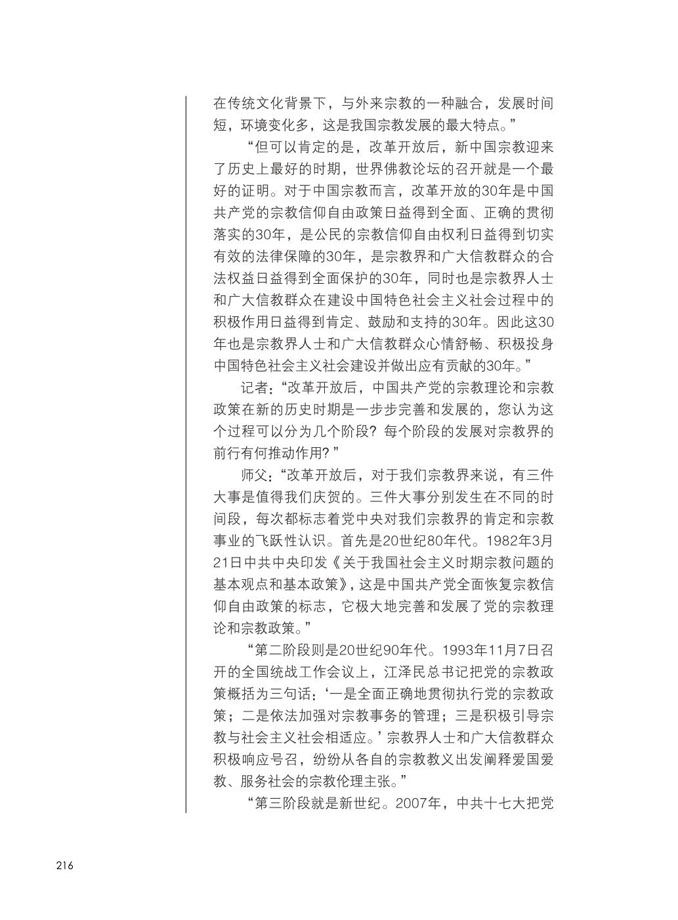 在传统文化背景下，与外来宗教的一种融合，发展时间
短，环境变化多，这是我国宗教发展的最大特点。”
“但可以肯定的是，改革开放后，新中国宗教迎来
了历史上最好的时期，世界佛教论坛的召开就是一个最
好的证明。对于中国宗教而言，改革开放的30年是中国
共产党的宗教信仰自由政策日益得到全面、正确的贯彻
落实的30年，是公民的宗教信仰自由权利日益得到切实
有效的法律保障的30年，是宗教界和广大信教群众的合
法权益日益得到全面保护的30年，同时也是宗教界人士
和广大信教群众在建设中国特色社会主义社会过程中的
积极作用日益得到肯定、鼓励和支持的30年。因此这30
年也是宗教界人士和广大信教群众心情舒畅、积极投身
中国特色社会主义社会建设并做出应有贡献的30年。”
记者：“改革开放后，中国共产党的宗教理论和宗教
政策在新的历史时期是一步步完善和发展的，您认为这
个过程可以分为几个阶段？每个阶段的发展对宗教界的
前行有何推动作用？”
师父：“改革开放后，对于我们宗教界来说，有三件
大事是值得我们庆贺的。三件大事分别发生在不同的时
间段，每次都标志着党中央对我们宗教界的肯定和宗教
事业的飞跃性认识。首先是20世纪80年代。1982年3月
21日中共中央印发《关于我国社会主义时期宗教问题的
基本观点和基本政策》，这是中国共产党全面恢复宗教信
仰自由政策的标志，它极大地完善和发展了党的宗教理
论和宗教政策。”
“第二阶段则是20世纪90年代。1993年11月7日召
开的全国统战工作会议上，江泽民总书记把党的宗教政
策概括为三句话：‘一是全面正确地贯彻执行党的宗教政
策；二是依法加强对宗教事务的管理；三是积极引导宗
教与社会主义社会相适应。’宗教界人士和广大信教群众
积极响应号召，纷纷从各自的宗教教义出发阐释爱国爱
教、服务社会的宗教伦理主张。”
“第三阶段就是新世纪。2007年，中共十七大把党
216